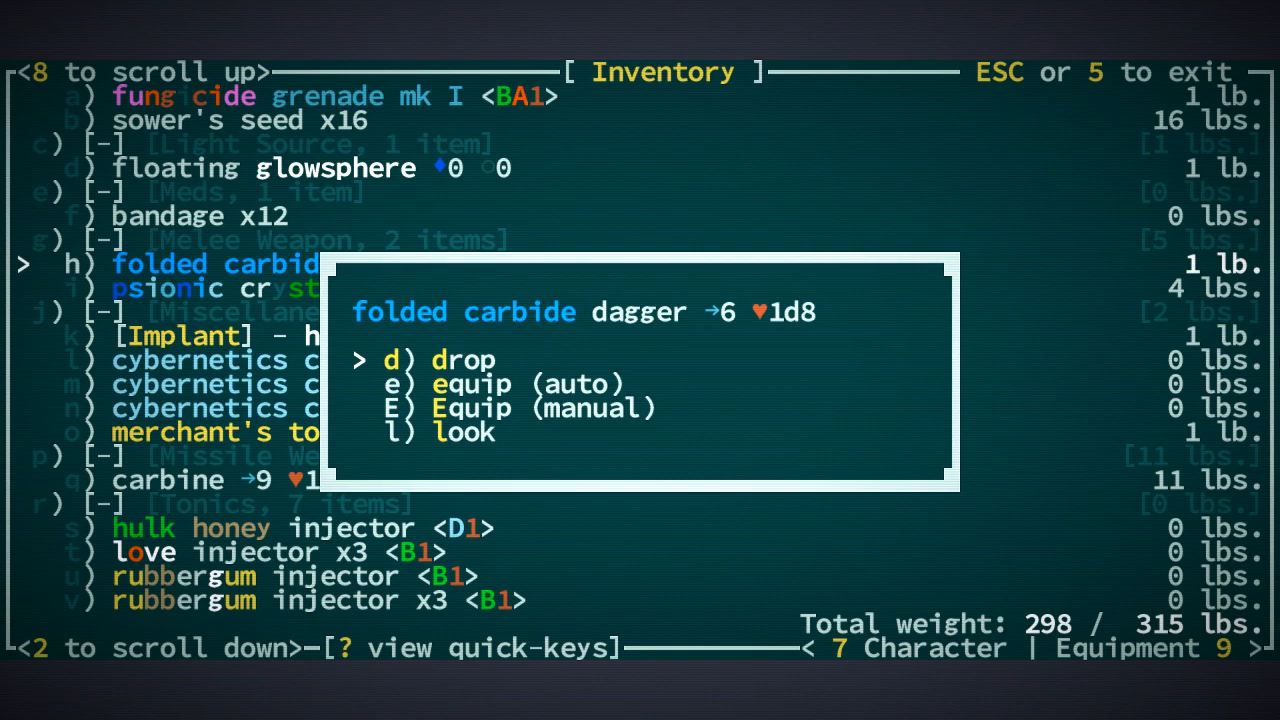 <8 to scroll up> [ Inventory ] ESC or 5 to exit
a) fungicide grenade mk I <BA1> 1 lb.
b) sower's seed x16 16 lbs.
c) [-] [Light Source, 1 item] [1 lbs.]
d) floating glowsphere ♦0 ○0 1 lb.
e) [-] [Meds, 1 item] [0 lbs.]
f) bandage x12 0 lbs.
g) [-] [Melee Weapon, 2 items] [5 lbs.]
> h) folded carbid 1 lb.
i) psionic cryst 4 lbs.
j) [-] [Miscellane [2 lbs.]
k) [Implant] - h 1 lb.
l) cybernetics c 0 lbs.
m) cybernetics c 0 lbs.
n) cybernetics c 0 lbs.
o) merchant's to 1 lb.
p) [-] [Missile We [11 lbs.]
q) carbine →9 ♥1 11 lbs.
r) [-] [Tonics, 7 items] [0 lbs.]
s) hulk honey injector <D1> 0 lbs.
t) love injector x3 <B1> 0 lbs.
u) rubbergum injector <B1> 0 lbs.
v) rubbergum injector x3 <B1> 0 lbs.
Total weight: 298 / 315 lbs.
<2 to scroll down> [? view quick-keys] < 7 Character | Equipment 9 >
folded carbide dagger →6 ♥1d8
> d) drop
e) equip (auto)
E) Equip (manual)
l) look